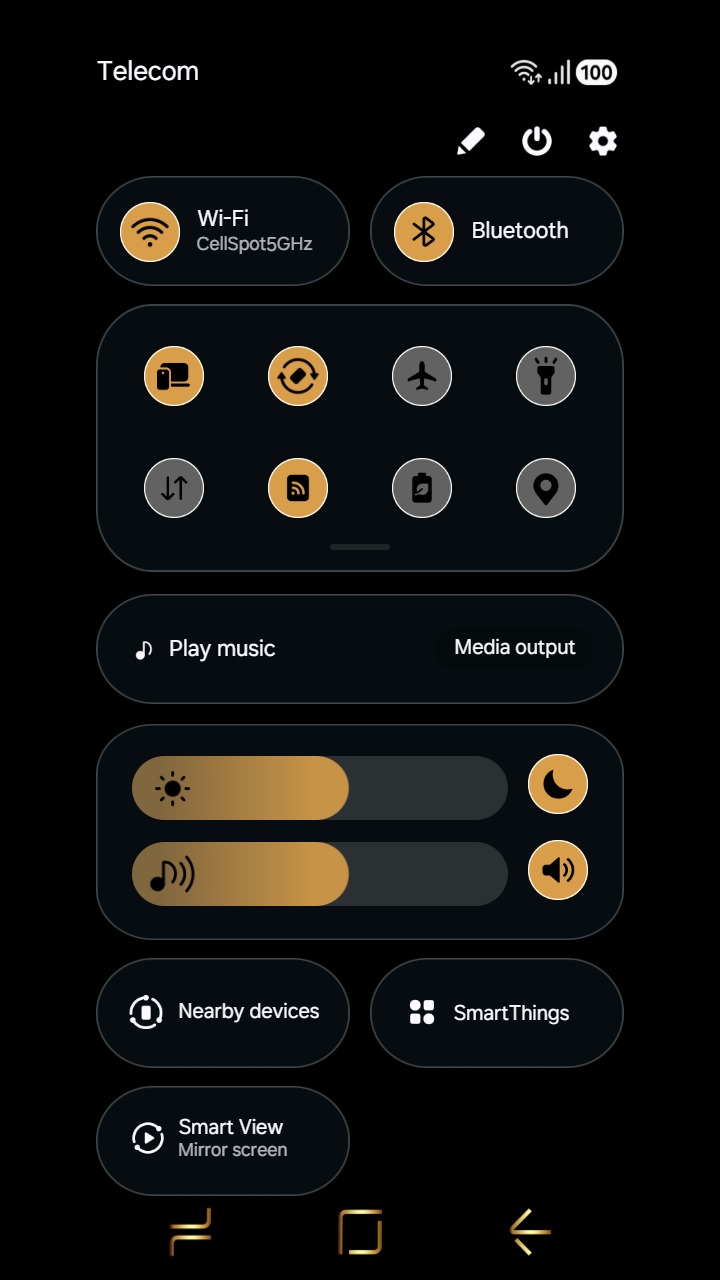 Telecom
100
Wi-Fi
CellSpot5GHz
Bluetooth
Play music
Media output
Nearby devices
SmartThings
Smart View
Mirror screen